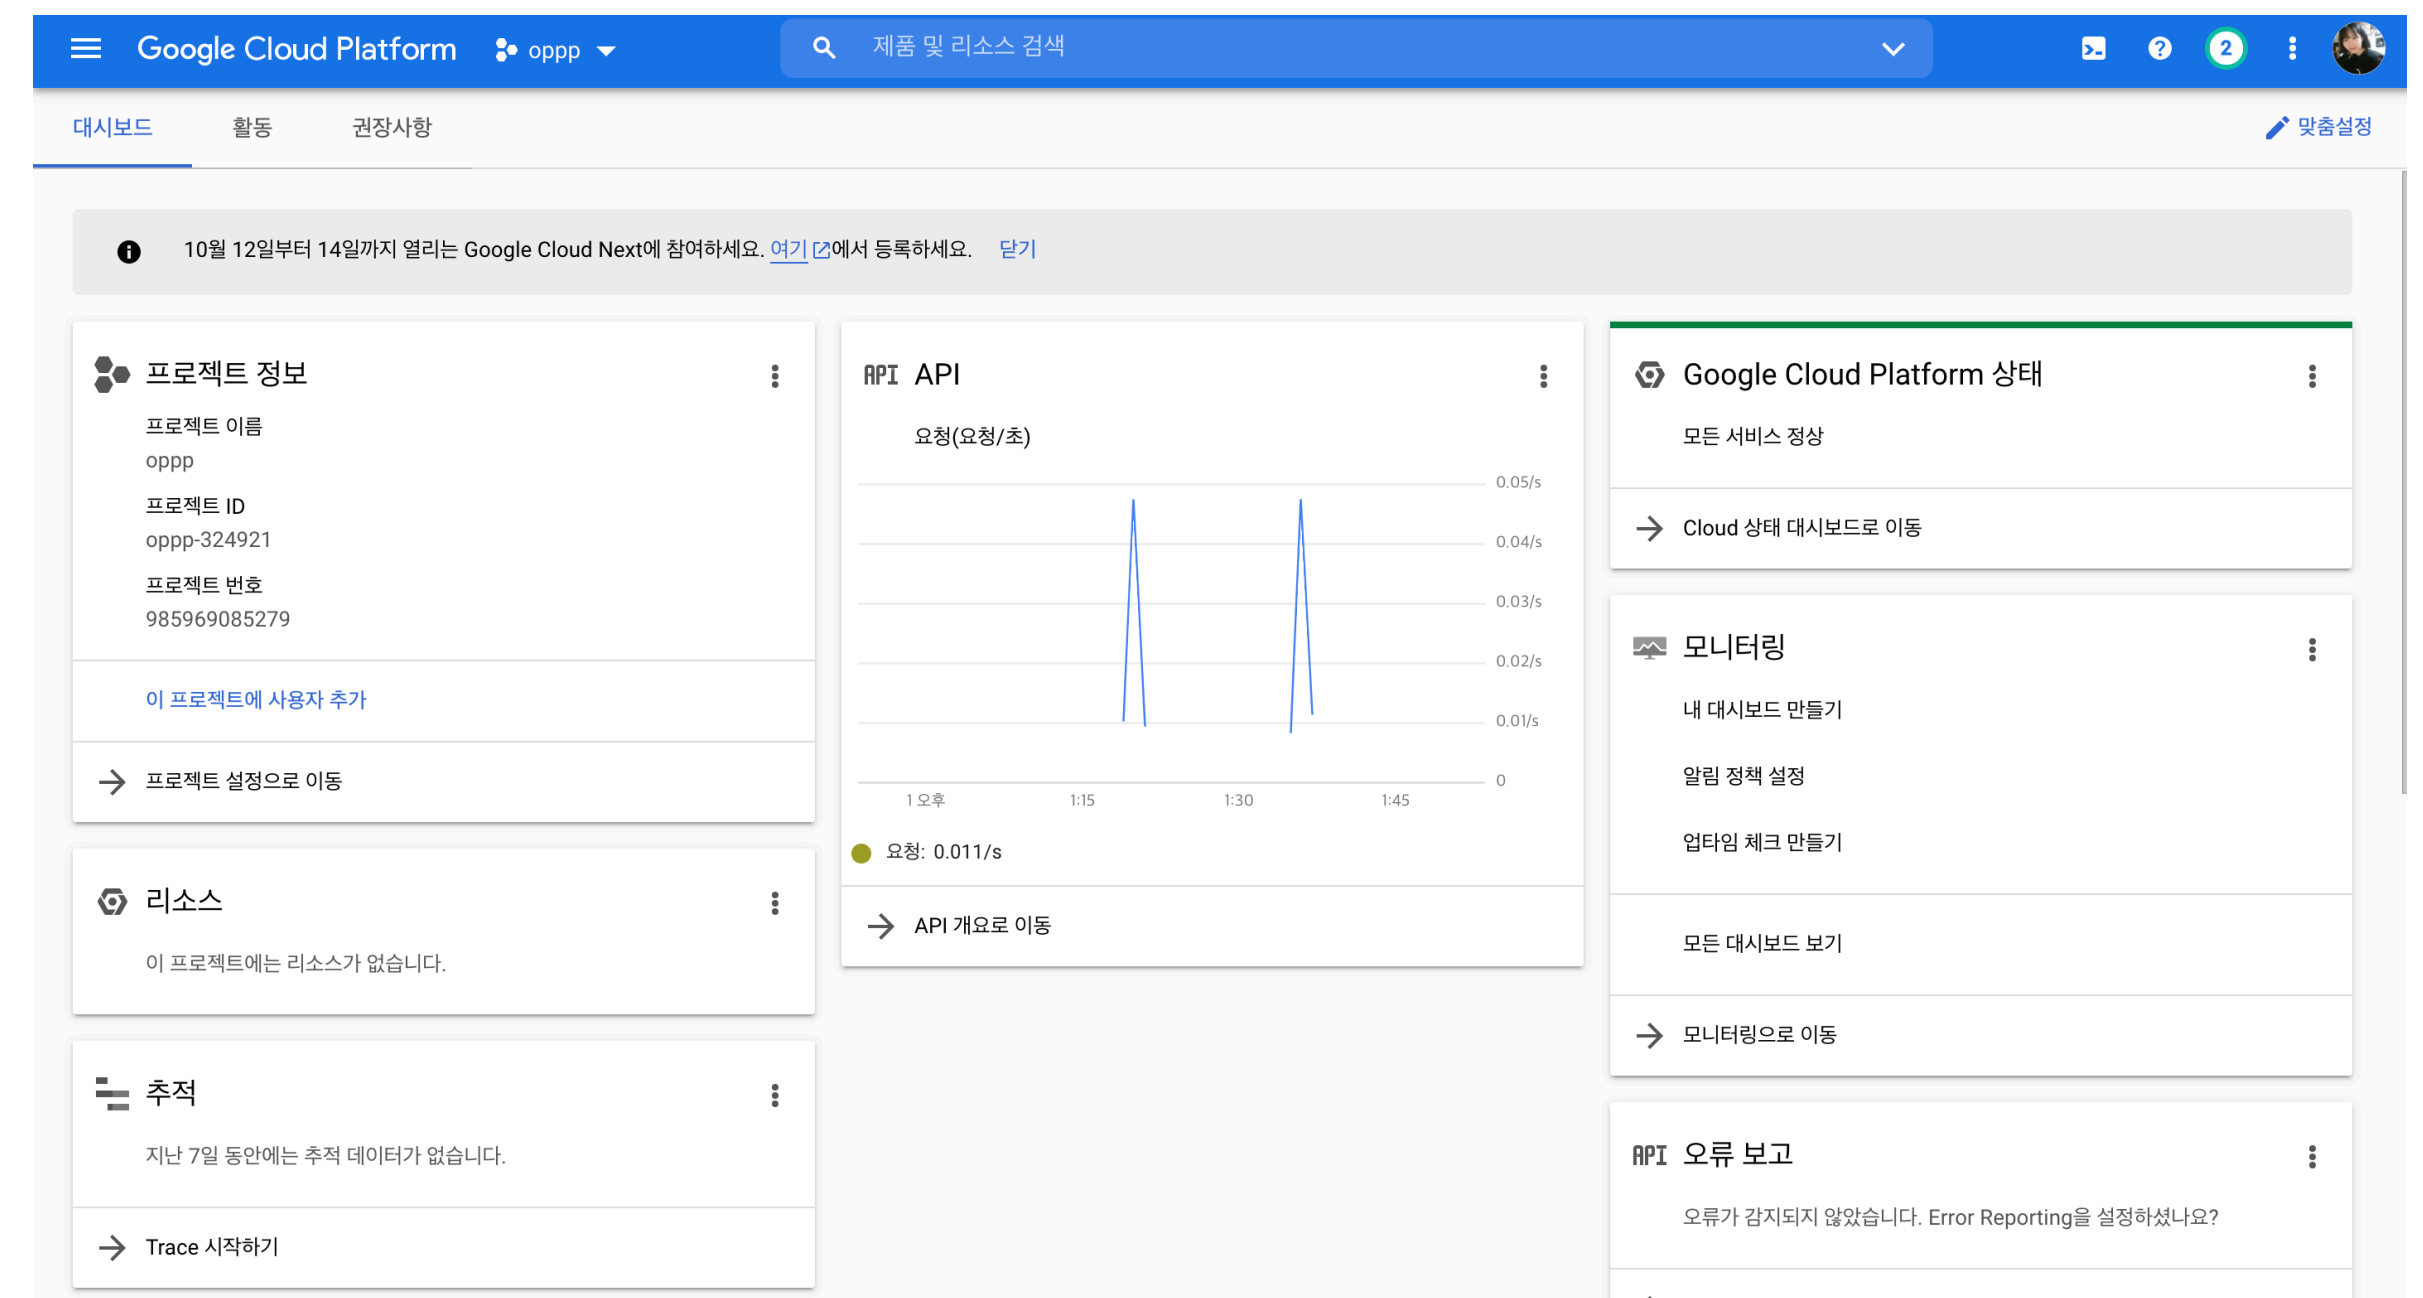 Google Cloud Platform oppp 제품 및 리소스 검색 2
대시보드 활동 권장사항 맞춤설정
10월 12일부터 14일까지 열리는 Google Cloud Next에 참여하세요. 여기에서 등록하세요. 닫기
프로젝트 정보
프로젝트 이름
oppp
프로젝트 ID
oppp-324921
프로젝트 번호
985969085279
이 프로젝트에 사용자 추가
프로젝트 설정으로 이동
리소스
이 프로젝트에는 리소스가 없습니다.
추적
지난 7일 동안에는 추적 데이터가 없습니다.
Trace 시작하기
API API
요청(요청/초)
0.05/s
0.04/s
0.03/s
0.02/s
0.01/s
0
1 오후 1:15 1:30 1:45
요청: 0.011/s
API 개요로 이동
Google Cloud Platform 상태
모든 서비스 정상
Cloud 상태 대시보드로 이동
모니터링
내 대시보드 만들기
알림 정책 설정
업타임 체크 만들기
모든 대시보드 보기
모니터링으로 이동
API 오류 보고
오류가 감지되지 않았습니다. Error Reporting을 설정하셨나요?